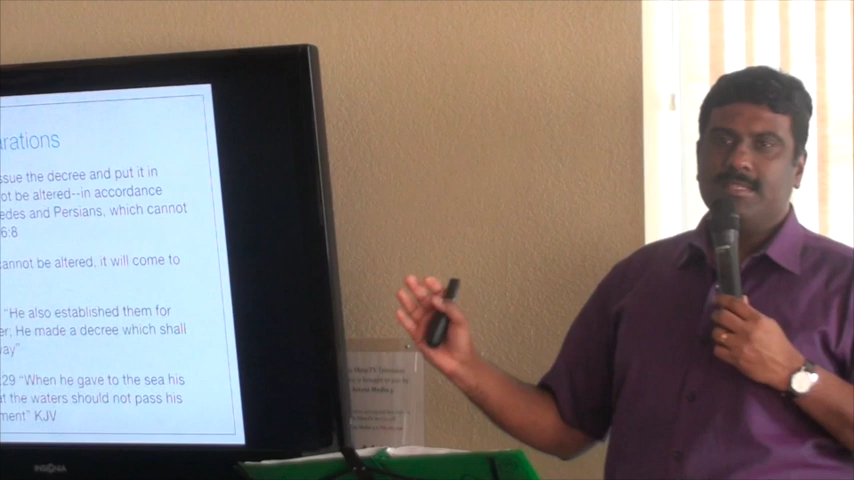 arations
ssue the decree and put it in
ot be altered--in accordance
edes and Persians, which cannot
6:8
cannot be altered, it will come to
"He also established them for
er; He made a decree which shall
way"
:29 "When he gave to the sea his
at the waters should not pass his
ment" KJV
INSIGNIA